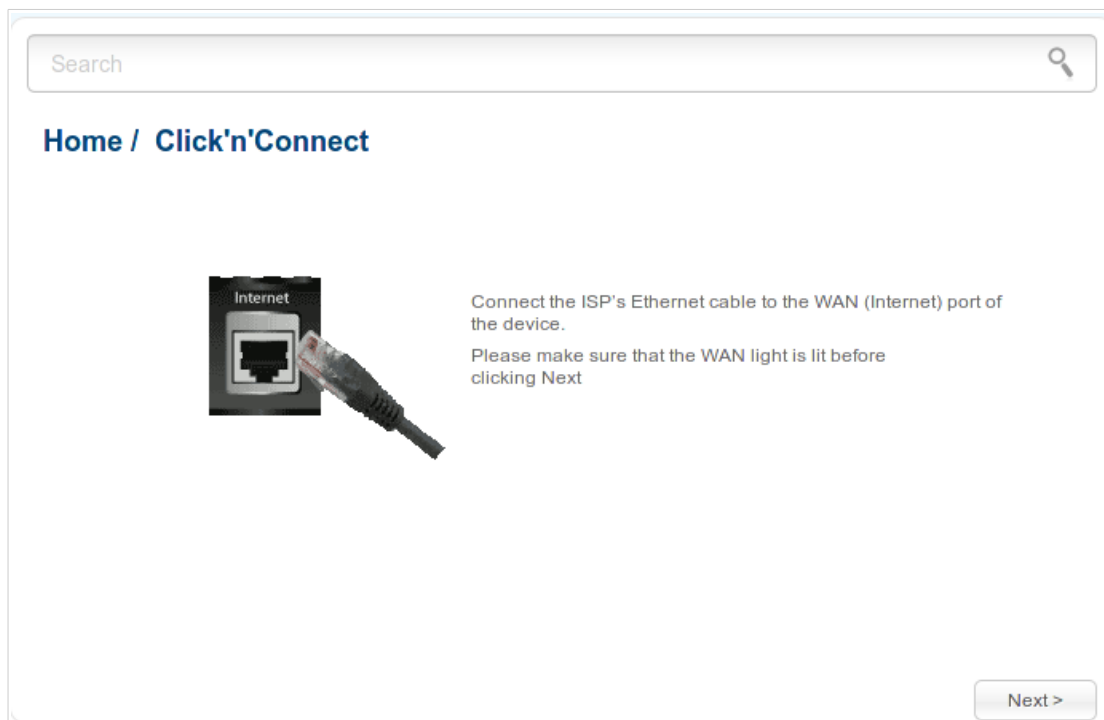 Search
Home /  Click'n'Connect
Internet
Connect the ISP’s Ethernet cable to the WAN (Internet) port of
the device.
Please make sure that the WAN light is lit before
clicking Next
Next >